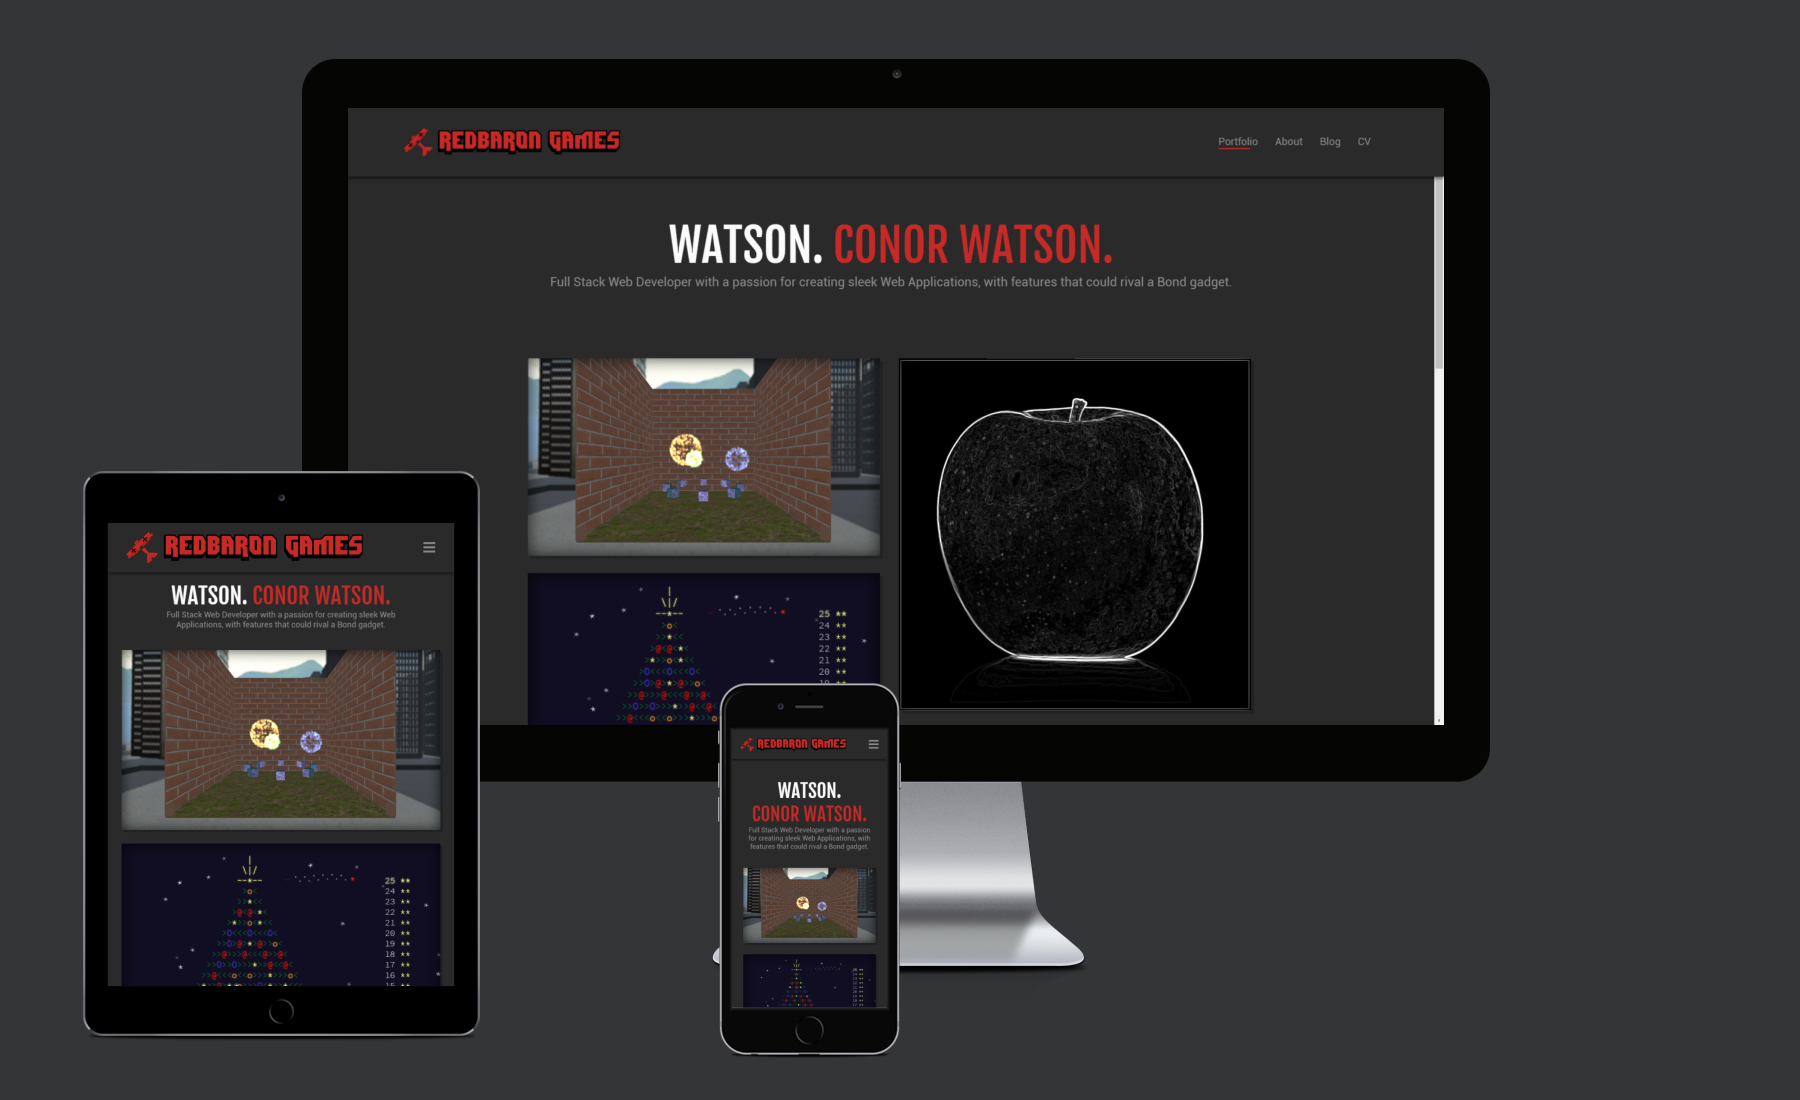 REDBARON GAMES
Portfolio About Blog CV
WATSON. CONOR WATSON.
Full Stack Web Developer with a passion for creating sleek Web Applications, with features that could rival a Bond gadget.
25 **
24 **
23 **
22 **
21 **
20 **
REDBARON GAMES
WATSON. CONOR WATSON.
Full Stack Web Developer with a passion for creating sleek Web
Applications, with features that could rival a Bond gadget.
25 **
24 **
23 **
22 **
21 **
20 **
19 **
18 **
17 **
16 **
REDBARON GAMES
WATSON.
CONOR WATSON.
Full Stack Web Developer with a passion
for creating sleek Web Applications, with
features that could rival a Bond gadget.